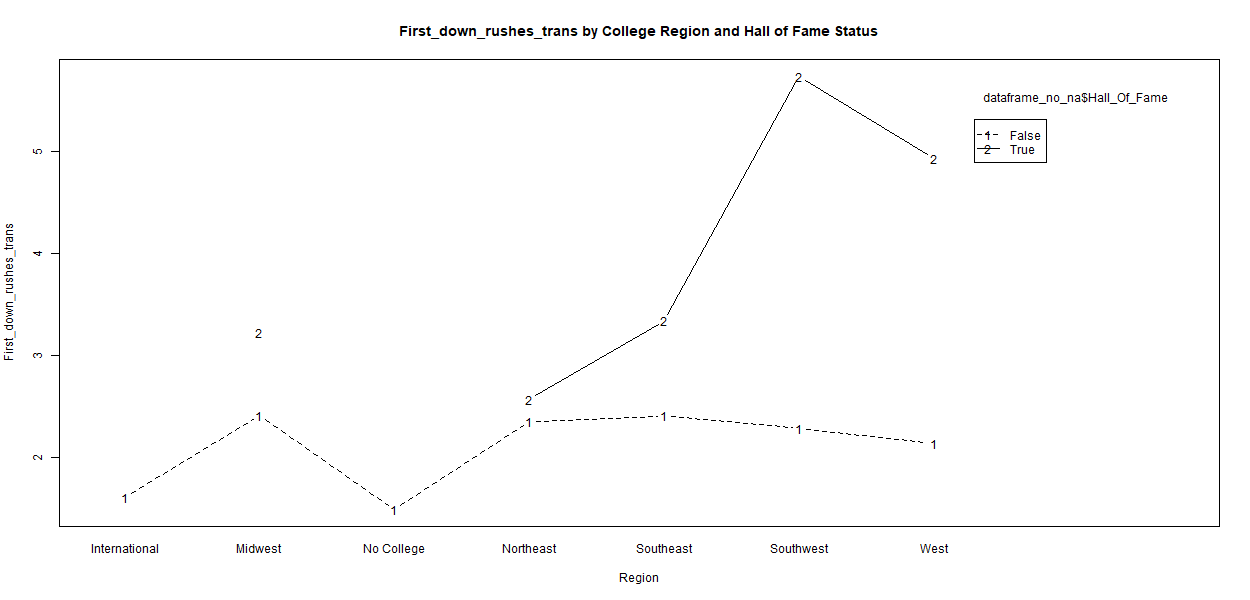 First_down_rushes_trans by College Region and Hall of Fame Status
dataframe_no_na$Hall_Of_Fame
1 False
2 True
First_down_rushes_trans
5
4
3
2
2
2
2
2
2
1
1
1
1
1
1
1
International Midwest No College Northeast Southeast Southwest West
Region